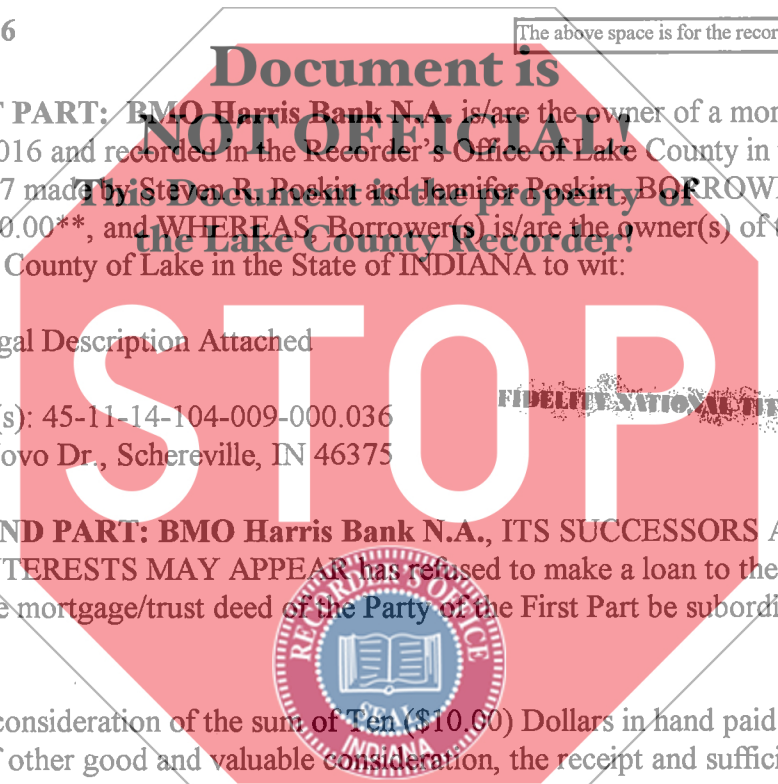 6
The above space is for the recor
Document is
T PART: BMO Harris Bank N.A. is/are the owner of a mor
NOT OFFICIAL!
016 and recorded in the Recorder's Office of Lake County in
7 made by Steven R. Poskin and Jennifer Poskin, BORROW
This Document is the property of
0.00**, and WHEREAS, Borrower(s) is/are the owner(s) of
the Lake County Recorder!
County of Lake in the State of INDIANA to wit:
gal Description Attached
STOP
(s): 45-11-14-104-009-000.036
FIDELITY NATIONAL TIT
ovo Dr., Schereville, IN 46375
ND PART: BMO Harris Bank N.A., ITS SUCCESSORS A
TERESTS MAY APPEAR has refused to make a loan to the
e mortgage/trust deed of the Party of the First Part be subordi
RECORDER'S OFFICE
SEAL
INDIANA
consideration of the sum of Ten ($10.00) Dollars in hand paid
f other good and valuable consideration, the receipt and suffici